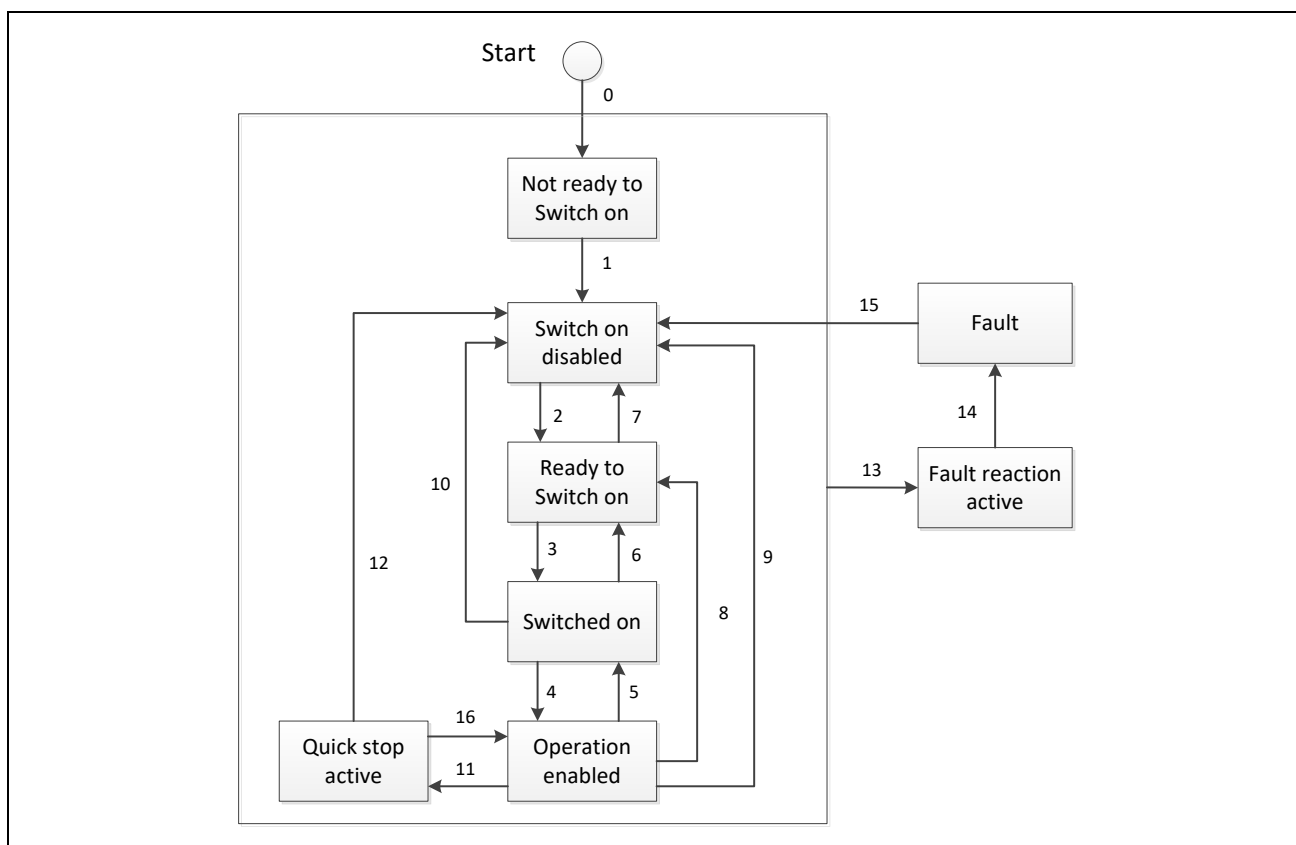 Start
0
Not ready to
Switch on
1
Switch on
disabled
15
Fault
2
7
14
Ready to
Switch on
10
13
Fault reaction
active
3
6
12
9
8
Switched on
4
5
16
Quick stop
active
11
Operation
enabled